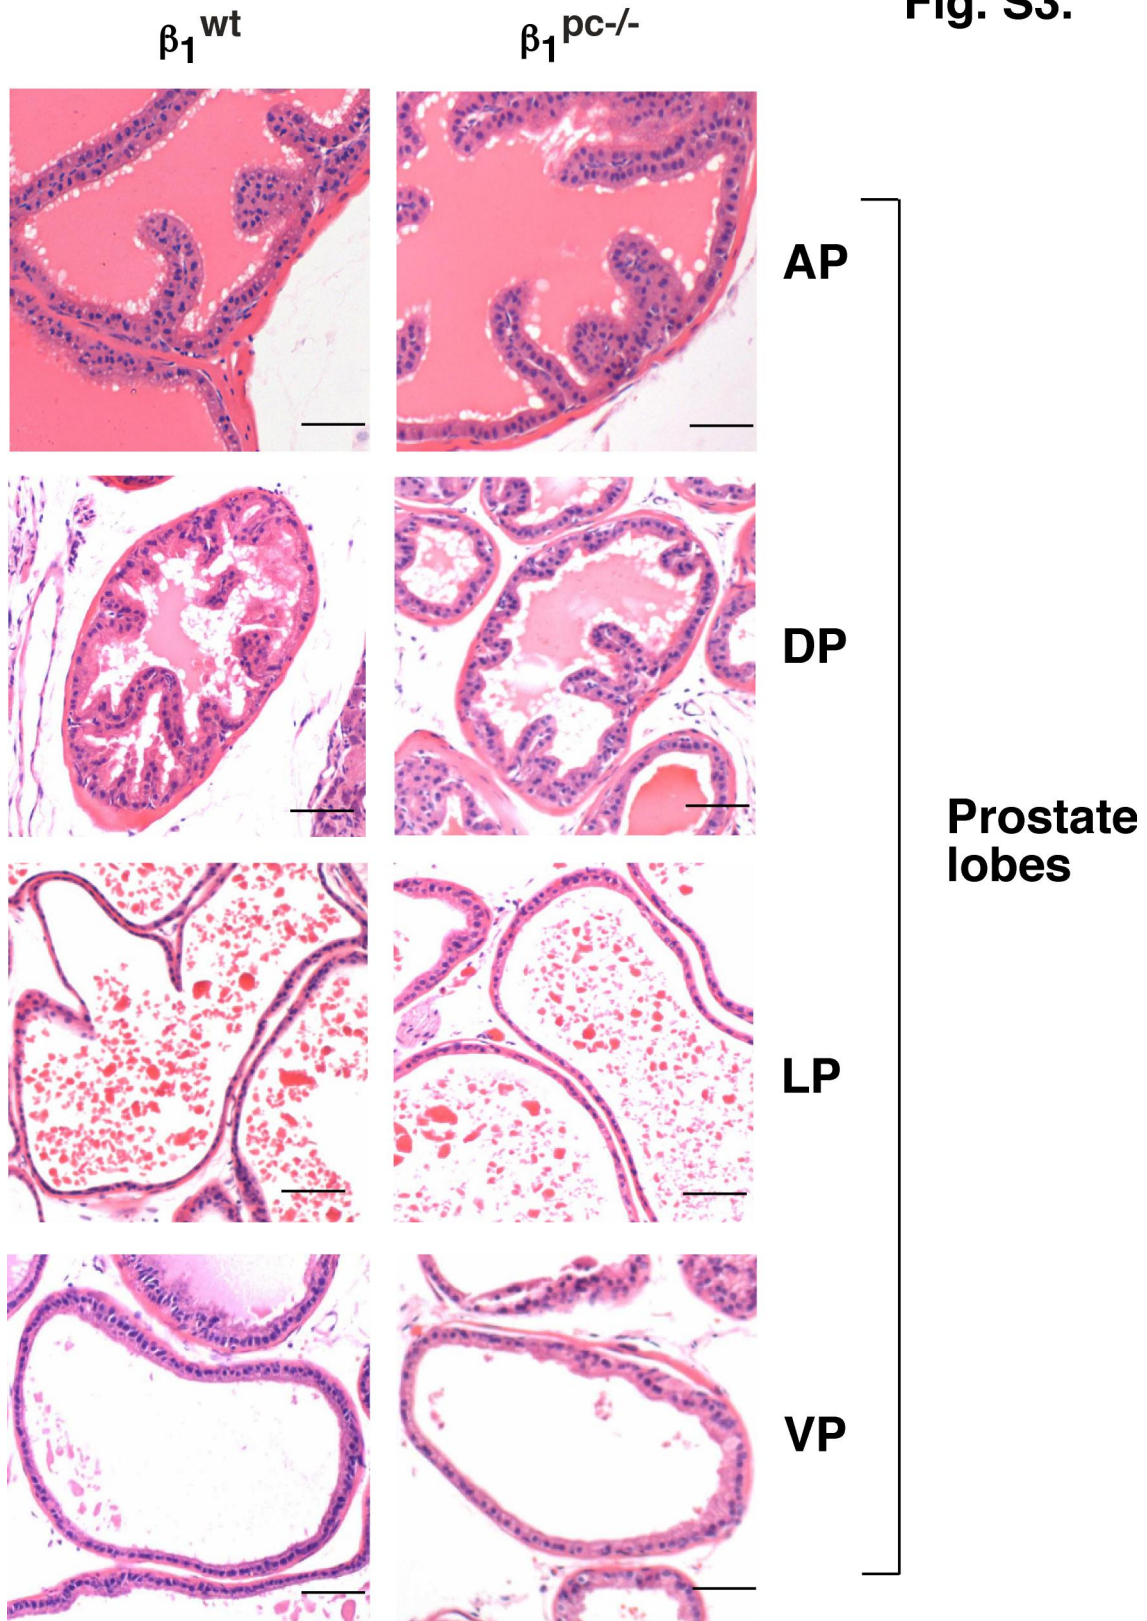 Fig. S3.
β₁ʷᵗ β₁ᵖᶜ⁻/⁻
AP
DP
LP
VP
Prostate
lobes